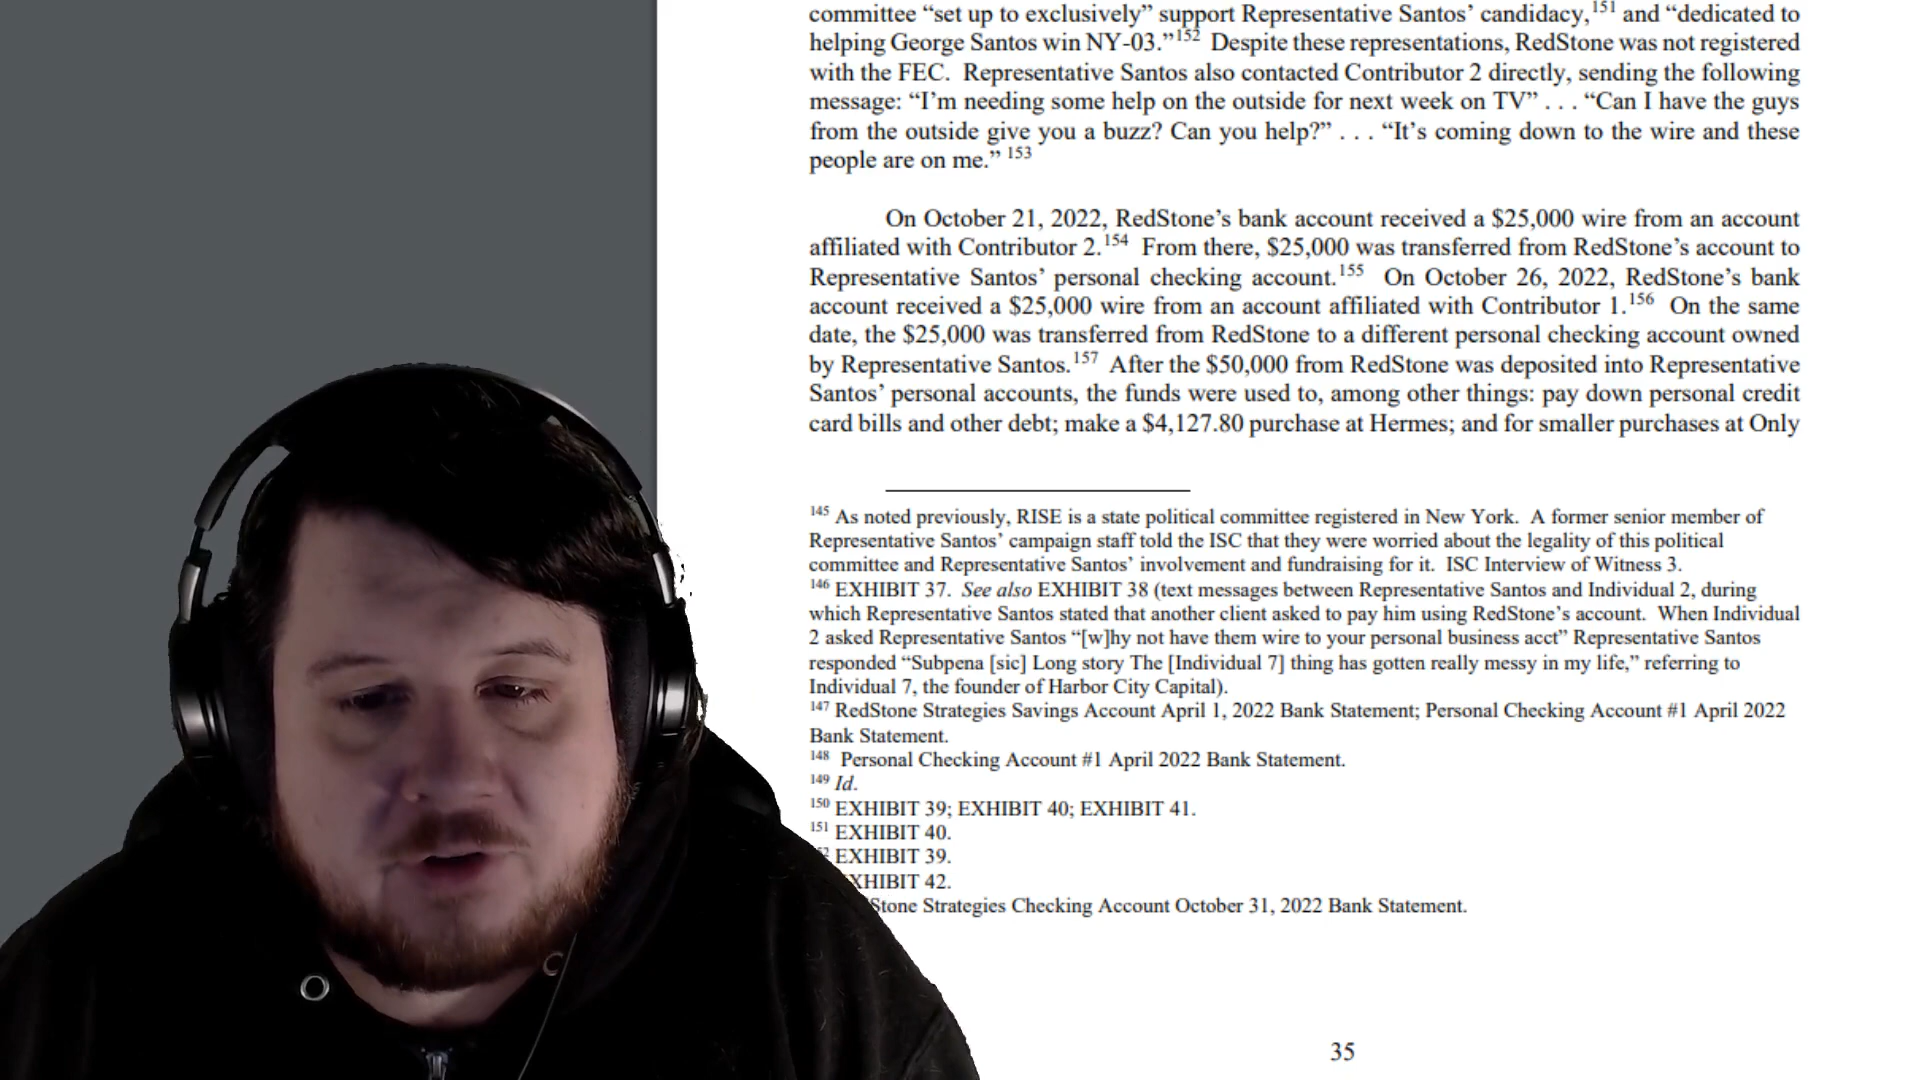 committee “set up to exclusively” support Representative Santos’ candidacy,151 and “dedicated to
helping George Santos win NY-03.”152 Despite these representations, RedStone was not registered
with the FEC. Representative Santos also contacted Contributor 2 directly, sending the following
message: “I’m needing some help on the outside for next week on TV” . . . “Can I have the guys
from the outside give you a buzz? Can you help?” . . . “It’s coming down to the wire and these
people are on me.” 153
On October 21, 2022, RedStone’s bank account received a $25,000 wire from an account
affiliated with Contributor 2.154 From there, $25,000 was transferred from RedStone’s account to
Representative Santos’ personal checking account.155 On October 26, 2022, RedStone’s bank
account received a $25,000 wire from an account affiliated with Contributor 1.156 On the same
date, the $25,000 was transferred from RedStone to a different personal checking account owned
by Representative Santos.157 After the $50,000 from RedStone was deposited into Representative
Santos’ personal accounts, the funds were used to, among other things: pay down personal credit
card bills and other debt; make a $4,127.80 purchase at Hermes; and for smaller purchases at Only
145 As noted previously, RISE is a state political committee registered in New York. A former senior member of
Representative Santos’ campaign staff told the ISC that they were worried about the legality of this political
committee and Representative Santos’ involvement and fundraising for it. ISC Interview of Witness 3.
146 EXHIBIT 37. See also EXHIBIT 38 (text messages between Representative Santos and Individual 2, during
which Representative Santos stated that another client asked to pay him using RedStone’s account. When Individual
2 asked Representative Santos “[w]hy not have them wire to your personal business acct” Representative Santos
responded “Subpena [sic] Long story The [Individual 7] thing has gotten really messy in my life,” referring to
Individual 7, the founder of Harbor City Capital).
147 RedStone Strategies Savings Account April 1, 2022 Bank Statement; Personal Checking Account #1 April 2022
Bank Statement.
148 Personal Checking Account #1 April 2022 Bank Statement.
149 Id.
150 EXHIBIT 39; EXHIBIT 40; EXHIBIT 41.
151 EXHIBIT 40.
EXHIBIT 39.
XHIBIT 42.
Stone Strategies Checking Account October 31, 2022 Bank Statement.
35